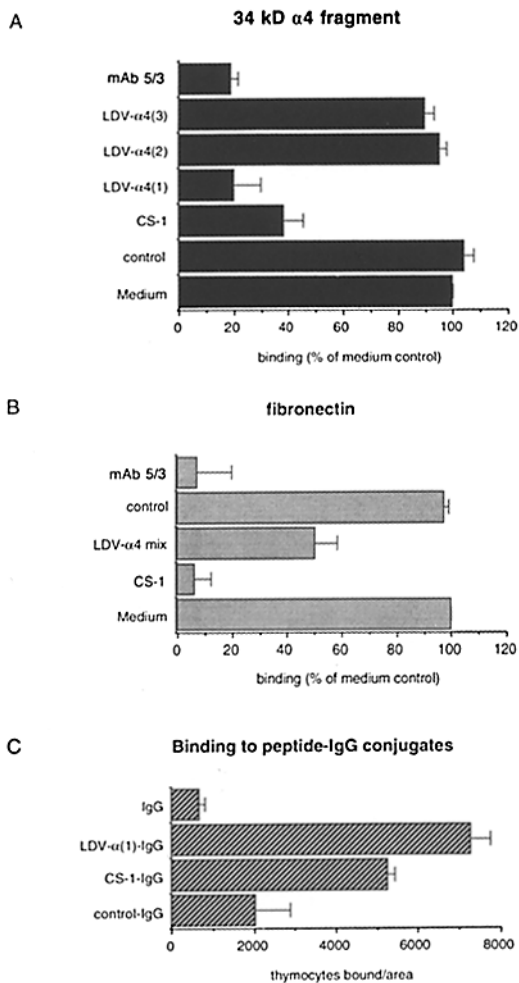 A
34 kD α4 fragment
mAb 5/3
LDV-α4(3)
LDV-α4(2)
LDV-α4(1)
CS-1
control
Medium
0 20 40 60 80 100 120
binding (% of medium control)
B
fibronectin
mAb 5/3
control
LDV-α4 mix
CS-1
Medium
0 20 40 60 80 100 120
binding (% of medium control)
C
Binding to peptide-IgG conjugates
IgG
LDV-α(1)-IgG
CS-1-IgG
control-IgG
0 2000 4000 6000 8000
thymocytes bound/area